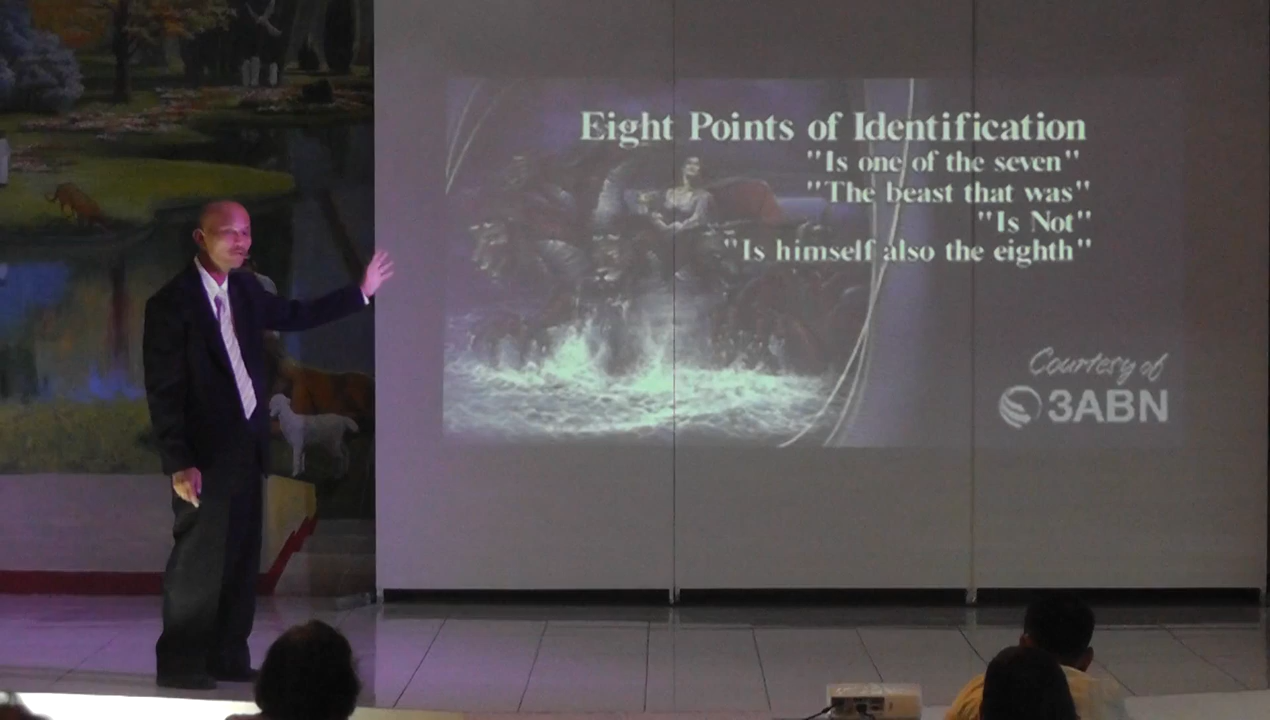 Eight Points of Identification
"Is one of the seven"
"The beast that was"
"Is Not"
"Is himself also the eighth"
Courtesy of
3ABN